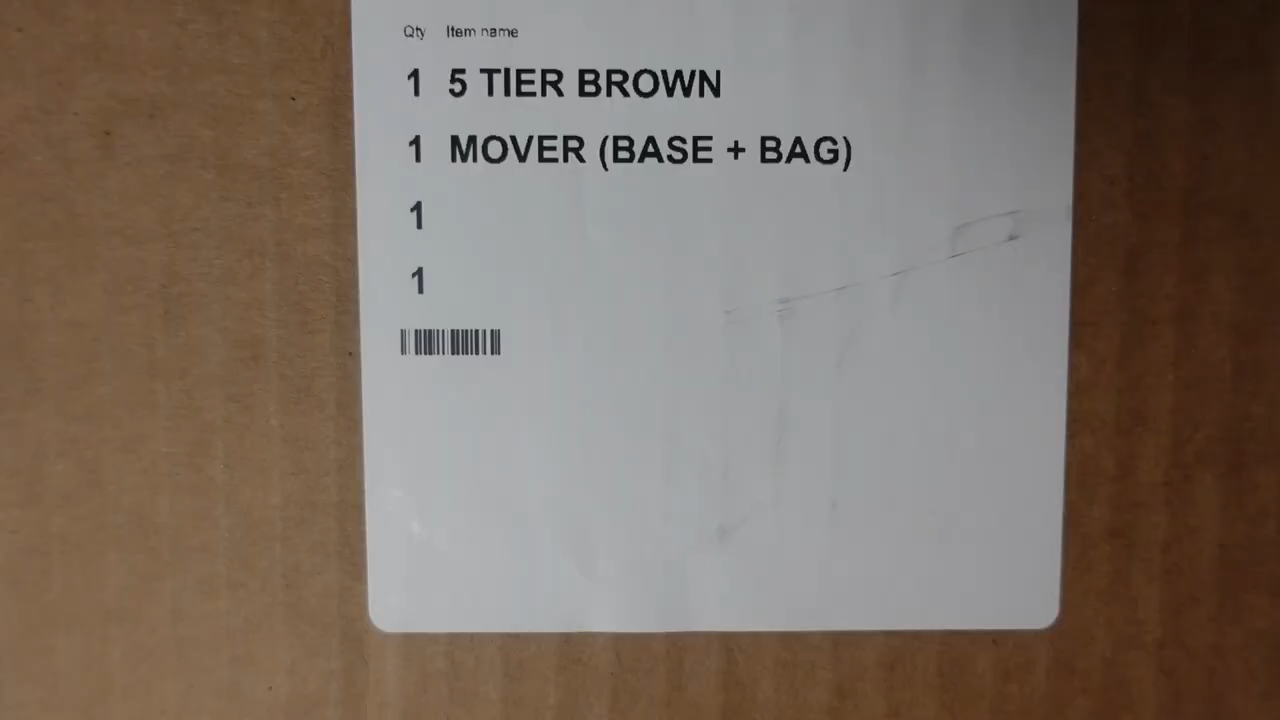 Qty Item name
1 5 TIER BROWN
1 MOVER (BASE + BAG)
1
1